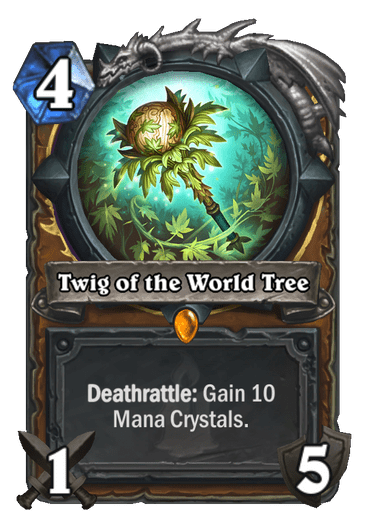 4
Twig of the World Tree
Deathrattle: Gain 10
Mana Crystals.
1
5